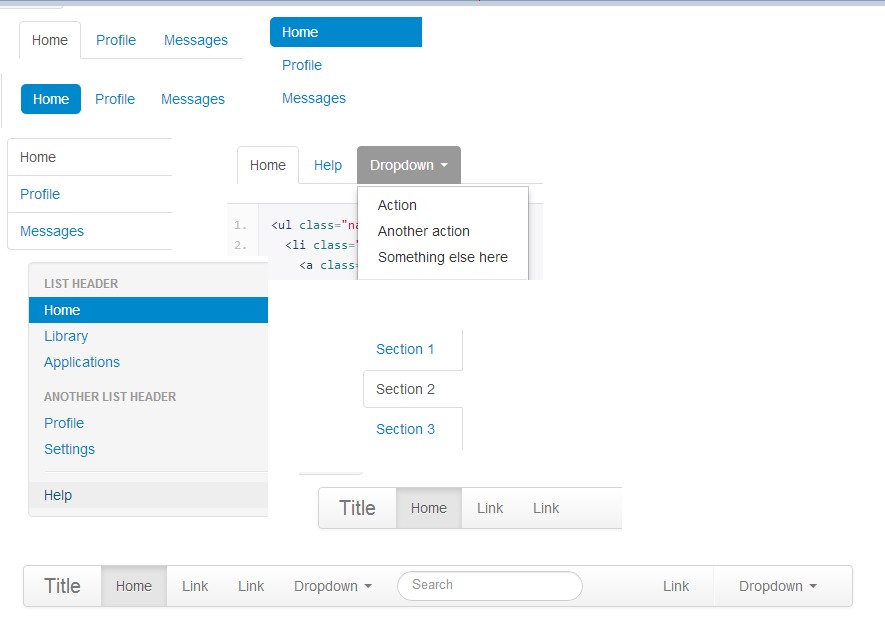 Home Profile Messages
Home
Profile
Messages
Home Profile Messages
Home
Profile
Messages
Home Help Dropdown
Action
Another action
Something else here
1. <ul class="na
2. <li class="
<a class=
LIST HEADER
Home
Library
Applications
ANOTHER LIST HEADER
Profile
Settings
Help
Section 1
Section 2
Section 3
Title Home Link Link
Title Home Link Link Dropdown Search Link Dropdown